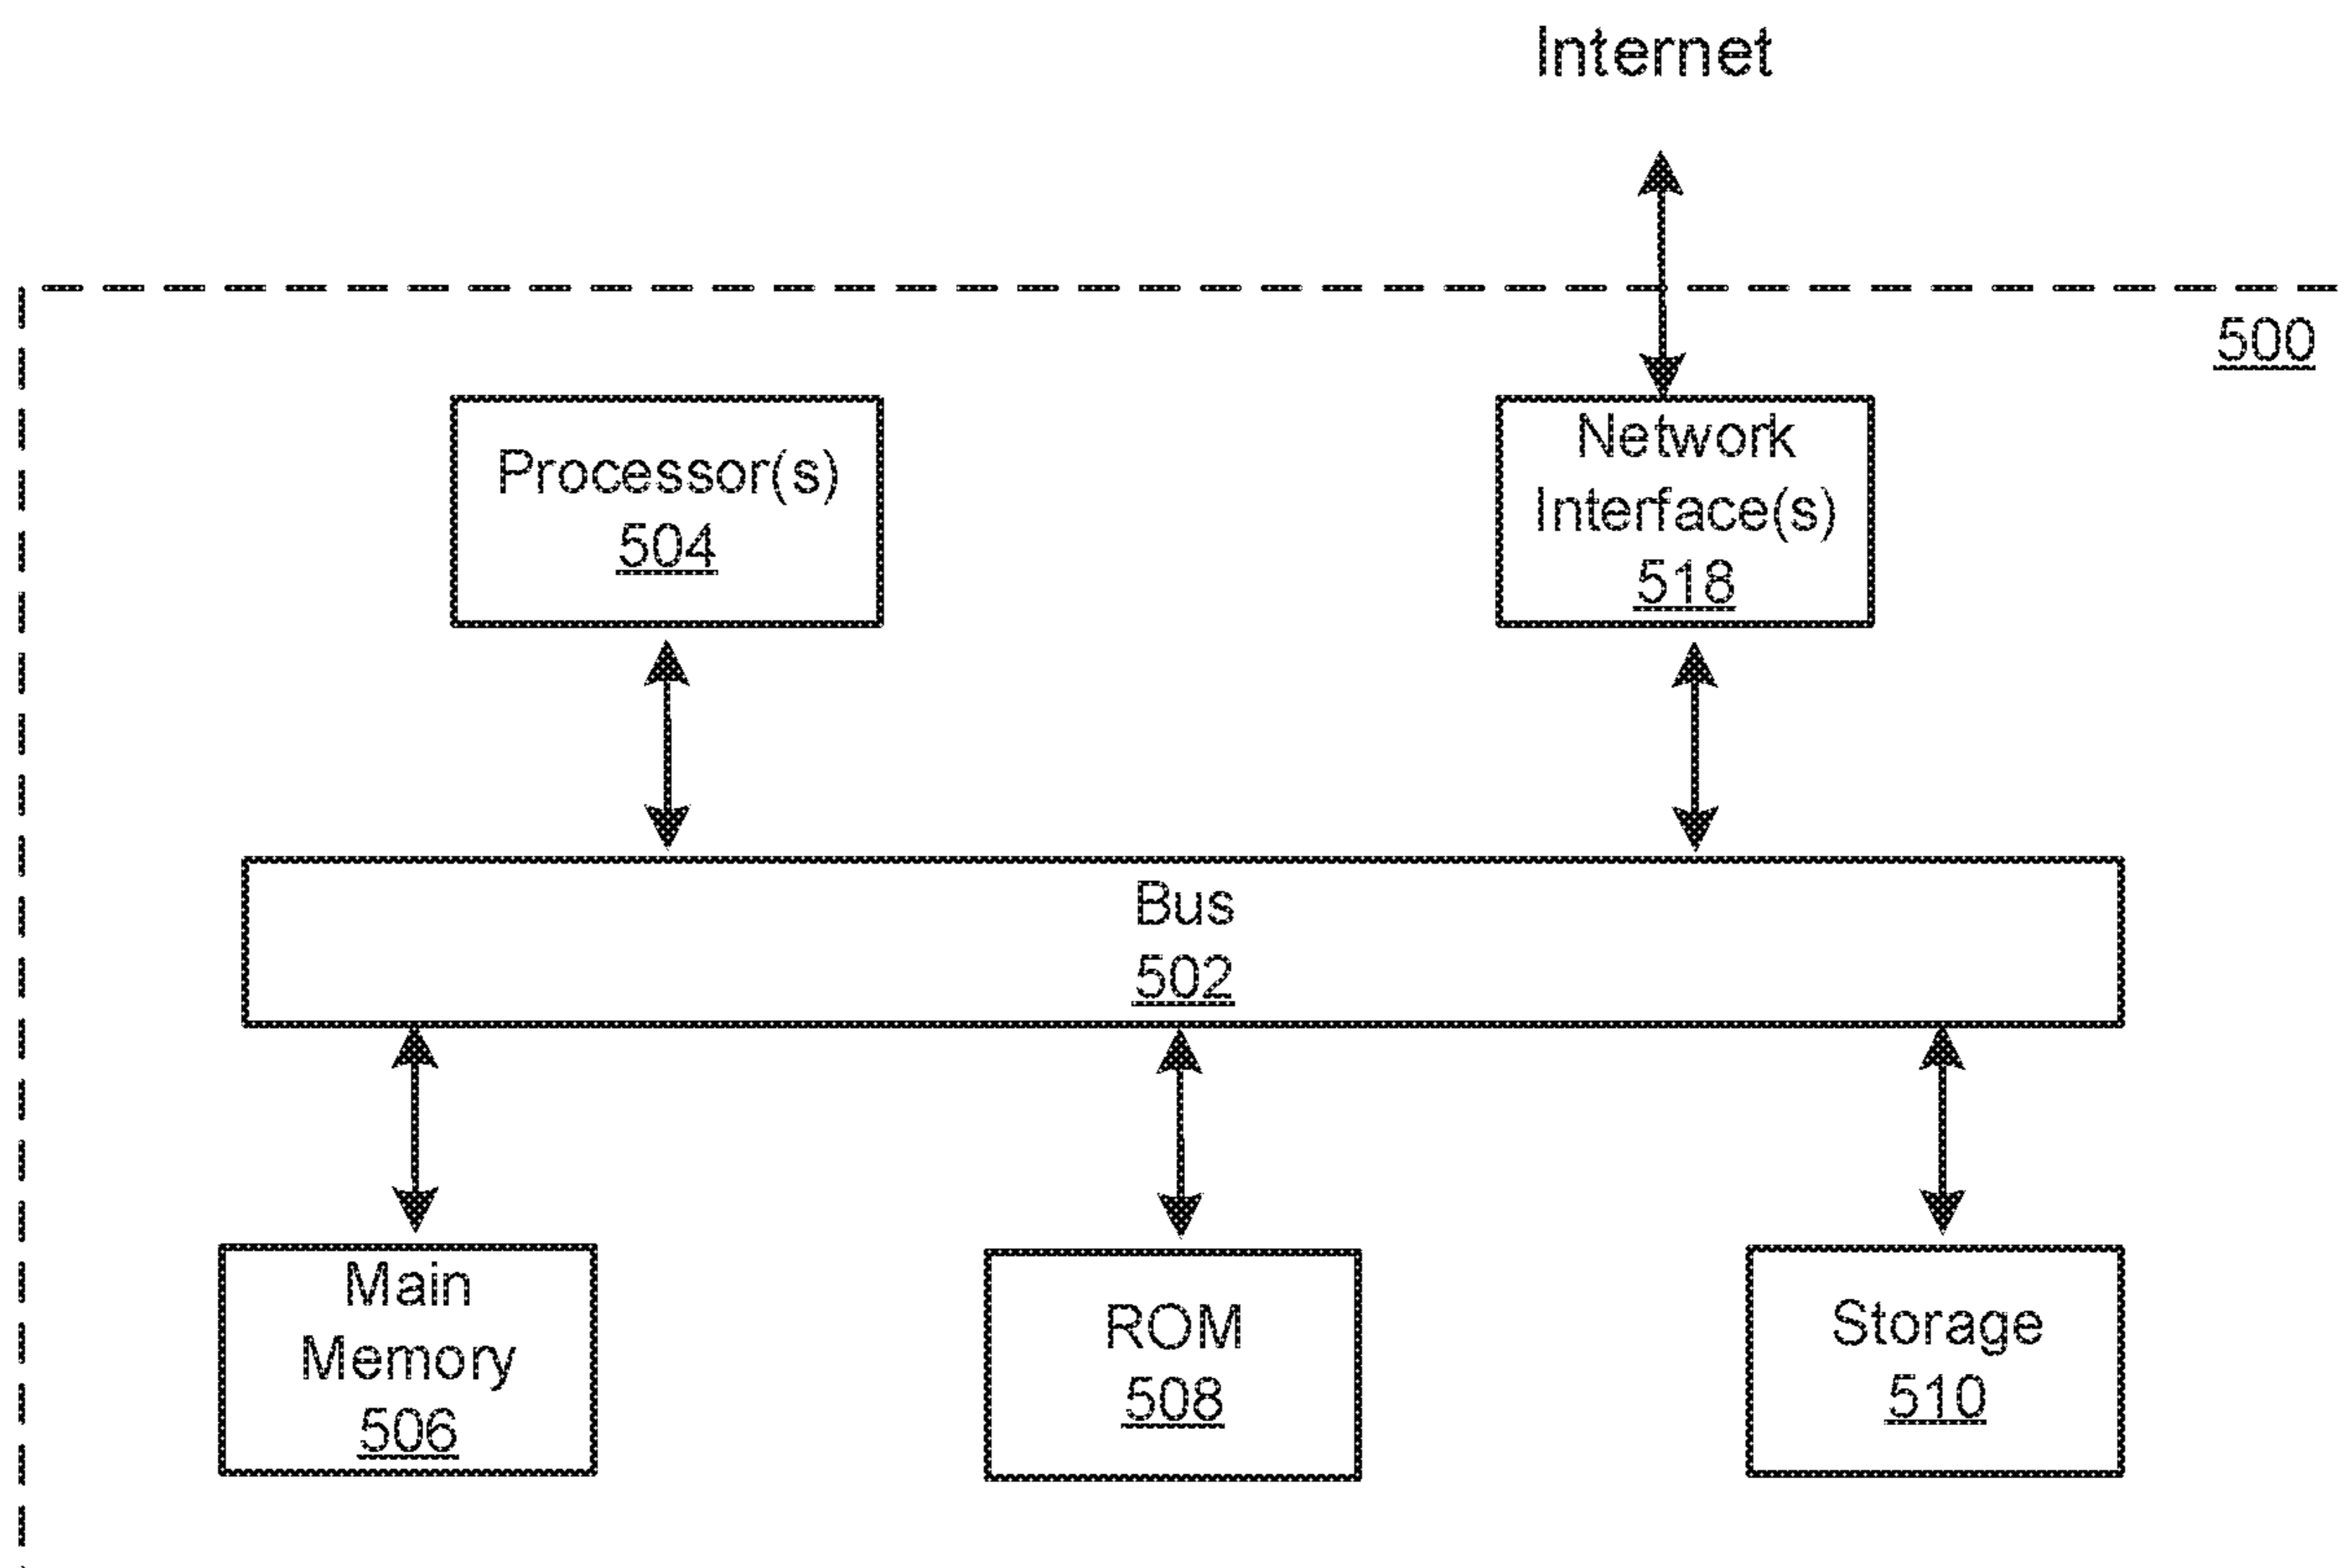 Internet
500
Processor(s)
504
Network
Interface(s)
518
Bus
502
Main
Memory
506
ROM
508
Storage
510